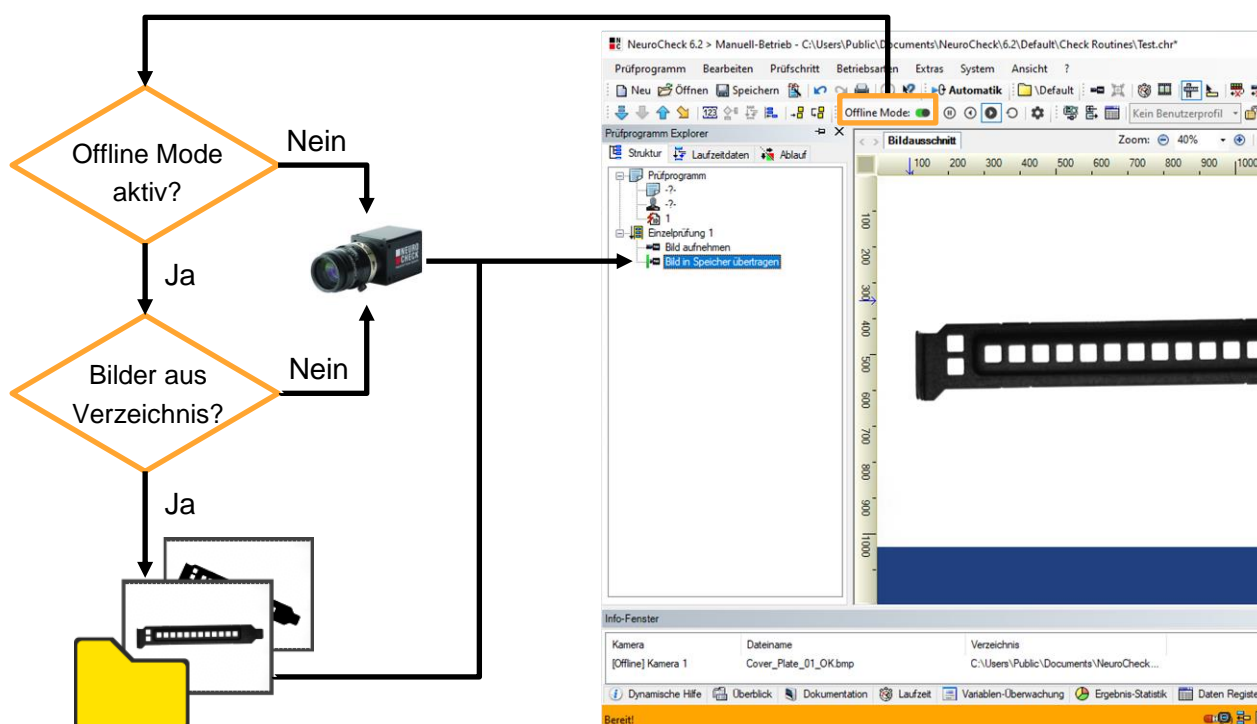 Offline Mode
aktiv?
Nein
Ja
Bilder aus
Verzeichnis?
Nein
Ja
NEURO
CHECK
NeuroCheck 6.2 > Manuell-Betrieb - C:\Users\Public\Documents\NeuroCheck\6.2\Default\Check Routines\Test.chr*
Prüfprogramm Bearbeiten Prüfschritt Betriebsarten Extras System Ansicht ?
Neu Öffnen Speichern Automatik \Default
123 Offline Mode: Kein Benutzerprofil
Prüfprogramm Explorer
Struktur Laufzeitdaten Ablauf
Prüfprogramm
-?-
-?-
1
Einzelprüfung 1
Bild aufnehmen
Bild in Speicher übertragen
Bildausschnitt Zoom: 40%
100 200 300 400 500 600 700 800 900 1000
100
200
300
400
500
600
700
800
900
1000
Info-Fenster
Kamera Dateiname Verzeichnis
[Offline] Kamera 1 Cover_Plate_01_OK.bmp C:\Users\Public\Documents\NeuroCheck...
Dynamische Hilfe Überblick Dokumentation Laufzeit Variablen-Überwachung Ergebnis-Statistik Daten Registe
Bereit!